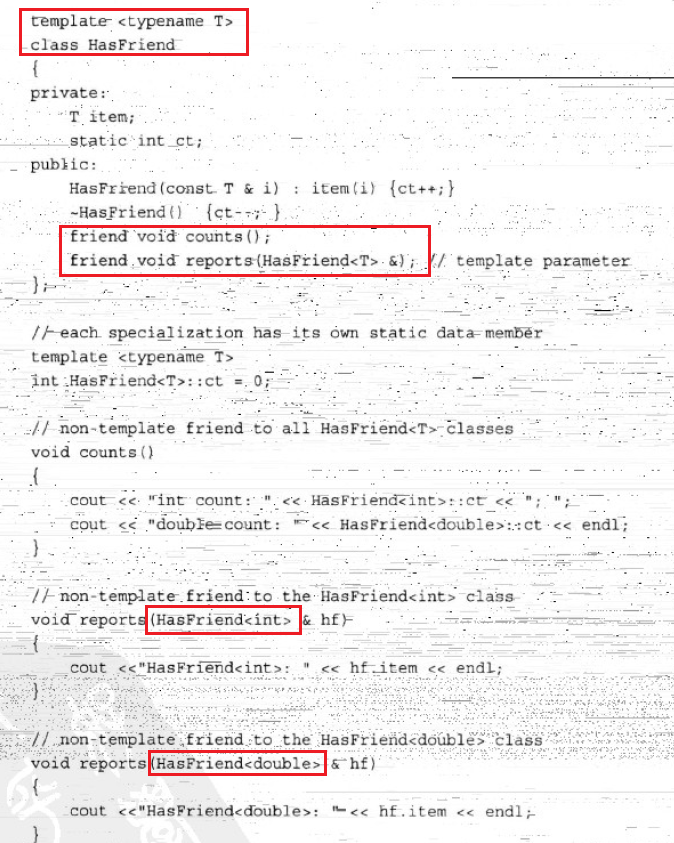 template <typename T>
class HasFriend
{
private:
    T item;
    static int ct;
public:
    HasFriend(const T & i) : item(i) {ct++;}
    ~HasFriend()  {ct--; }
    friend void counts();
    friend void reports(HasFriend<T> &); // template parameter
};
// each specialization has its own static data member
template <typename T>
int HasFriend<T>::ct = 0;
// non-template friend to all HasFriend<T> classes
void counts()
{
    cout << "int count: " << HasFriend<int>::ct << "; ";
    cout << "double count: " << HasFriend<double>::ct << endl;
}
// non-template friend to the HasFriend<int> class
void reports(HasFriend<int> & hf)
{
    cout <<"HasFriend<int>: " << hf.item << endl;
}
// non-template friend to the HasFriend<double> class
void reports(HasFriend<double> & hf)
{
    cout <<"HasFriend<double>: " << hf.item << endl;
}